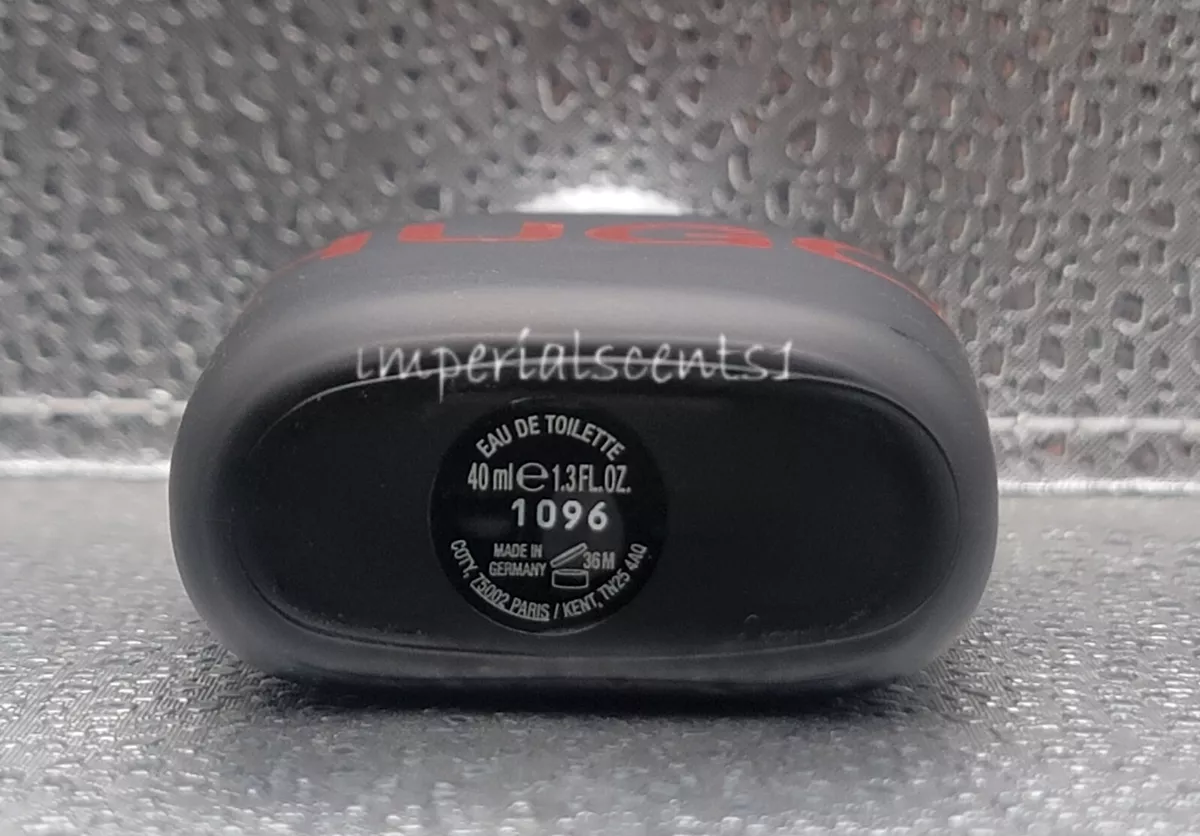 HUGO
imperialscents1
EAU DE TOILETTE
40 ml ℮ 1.3 FL.OZ.
1096
MADE IN
GERMANY
36M
COTY, 75002 PARIS / KENT, TN25 4AQ